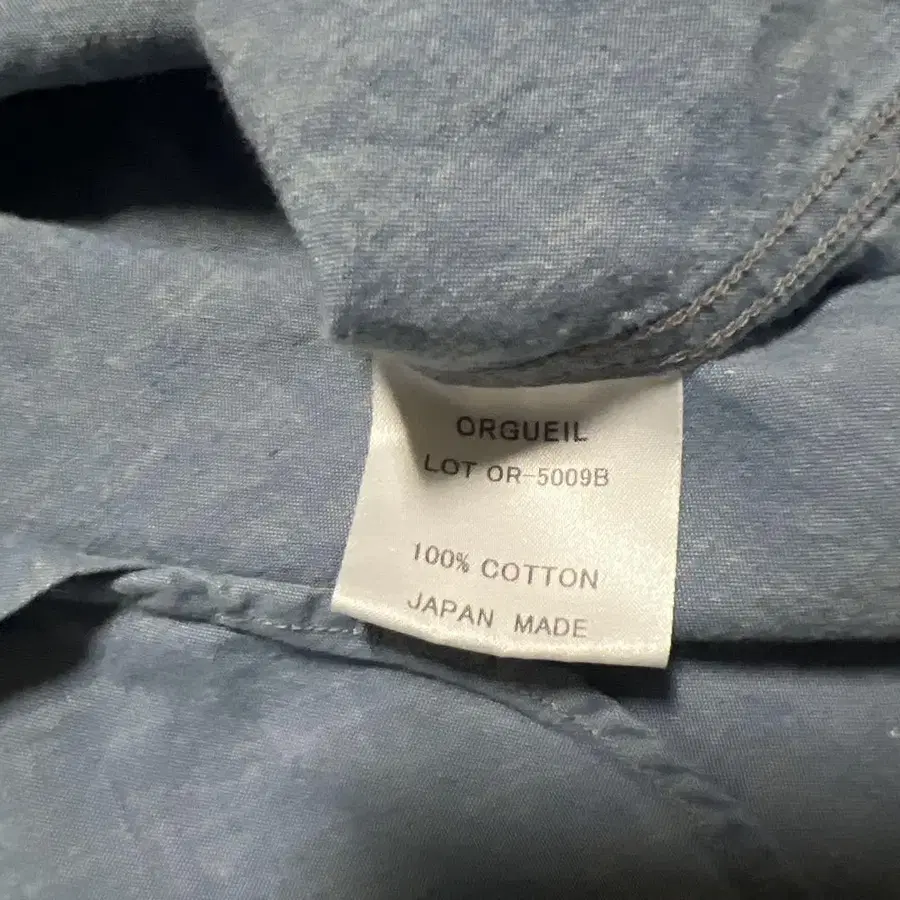 ORGUEIL
LOT OR-5009B
100% COTTON
JAPAN MADE